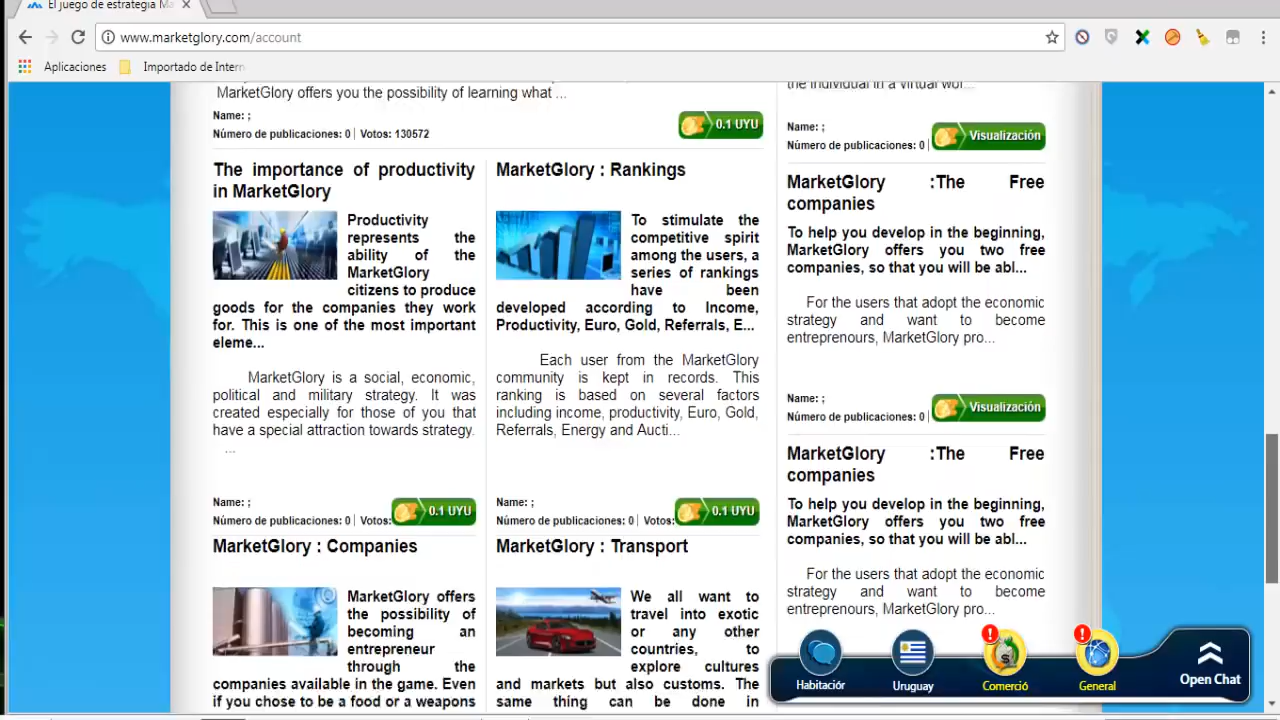 El juego de estrategia Ma
www.marketglory.com/account
Aplicaciones
Importado de Intern
MarketGlory offers you the possibility of learning what ...
Name: ;
Número de publicaciones: 0 | Votos: 130572
0.1 UYU
The importance of productivity
in MarketGlory
Productivity
represents the
ability of the
MarketGlory
citizens to produce
goods for the companies they work
for. This is one of the most important
eleme...
MarketGlory is a social, economic,
political and military strategy. It was
created especially for those of you that
have a special attraction towards strategy.
...
Name: ;
Número de publicaciones: 0 | Votos:
0.1 UYU
MarketGlory : Rankings
To stimulate the
competitive spirit
among the users, a
series of rankings
have been
developed according to Income,
Productivity, Euro, Gold, Referrals, E...
Each user from the MarketGlory
community is kept in records. This
ranking is based on several factors
including income, productivity, Euro, Gold,
Referrals, Energy and Aucti...
Name: ;
Número de publicaciones: 0 | Votos:
0.1 UYU
MarketGlory : Companies
MarketGlory offers
the possibility of
becoming an
entrepreneur
through the
companies available in the game. Even
if you chose to be a food or a weapons
MarketGlory : Transport
We all want to
travel into exotic
or any other
countries, to
explore cultures
and markets but also customs. The
same thing can be done in
the individual in a virtual wor...
Name: ;
Número de publicaciones: 0 |
Visualización
MarketGlory :The Free
companies
To help you develop in the beginning,
MarketGlory offers you two free
companies, so that you will be abl...
For the users that adopt the economic
strategy and want to become
entreprenours, MarketGlory pro...
Name: ;
Número de publicaciones: 0 |
Visualización
MarketGlory :The Free
companies
To help you develop in the beginning,
MarketGlory offers you two free
companies, so that you will be abl...
For the users that adopt the economic
strategy and want to become
entreprenours, MarketGlory pro...
Habitación
Uruguay
Comerció
General
Open Chat